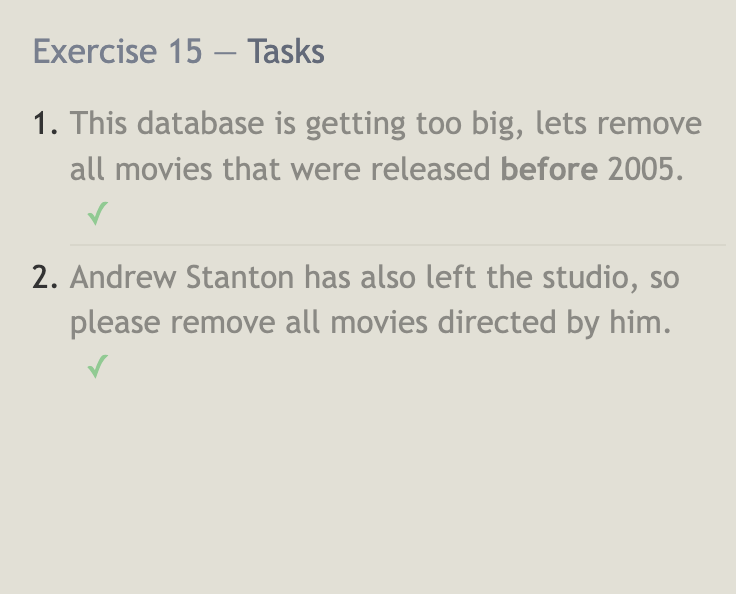 Exercise 15 — Tasks
1. This database is getting too big, lets remove
all movies that were released before 2005.
✓
2. Andrew Stanton has also left the studio, so
please remove all movies directed by him.
✓